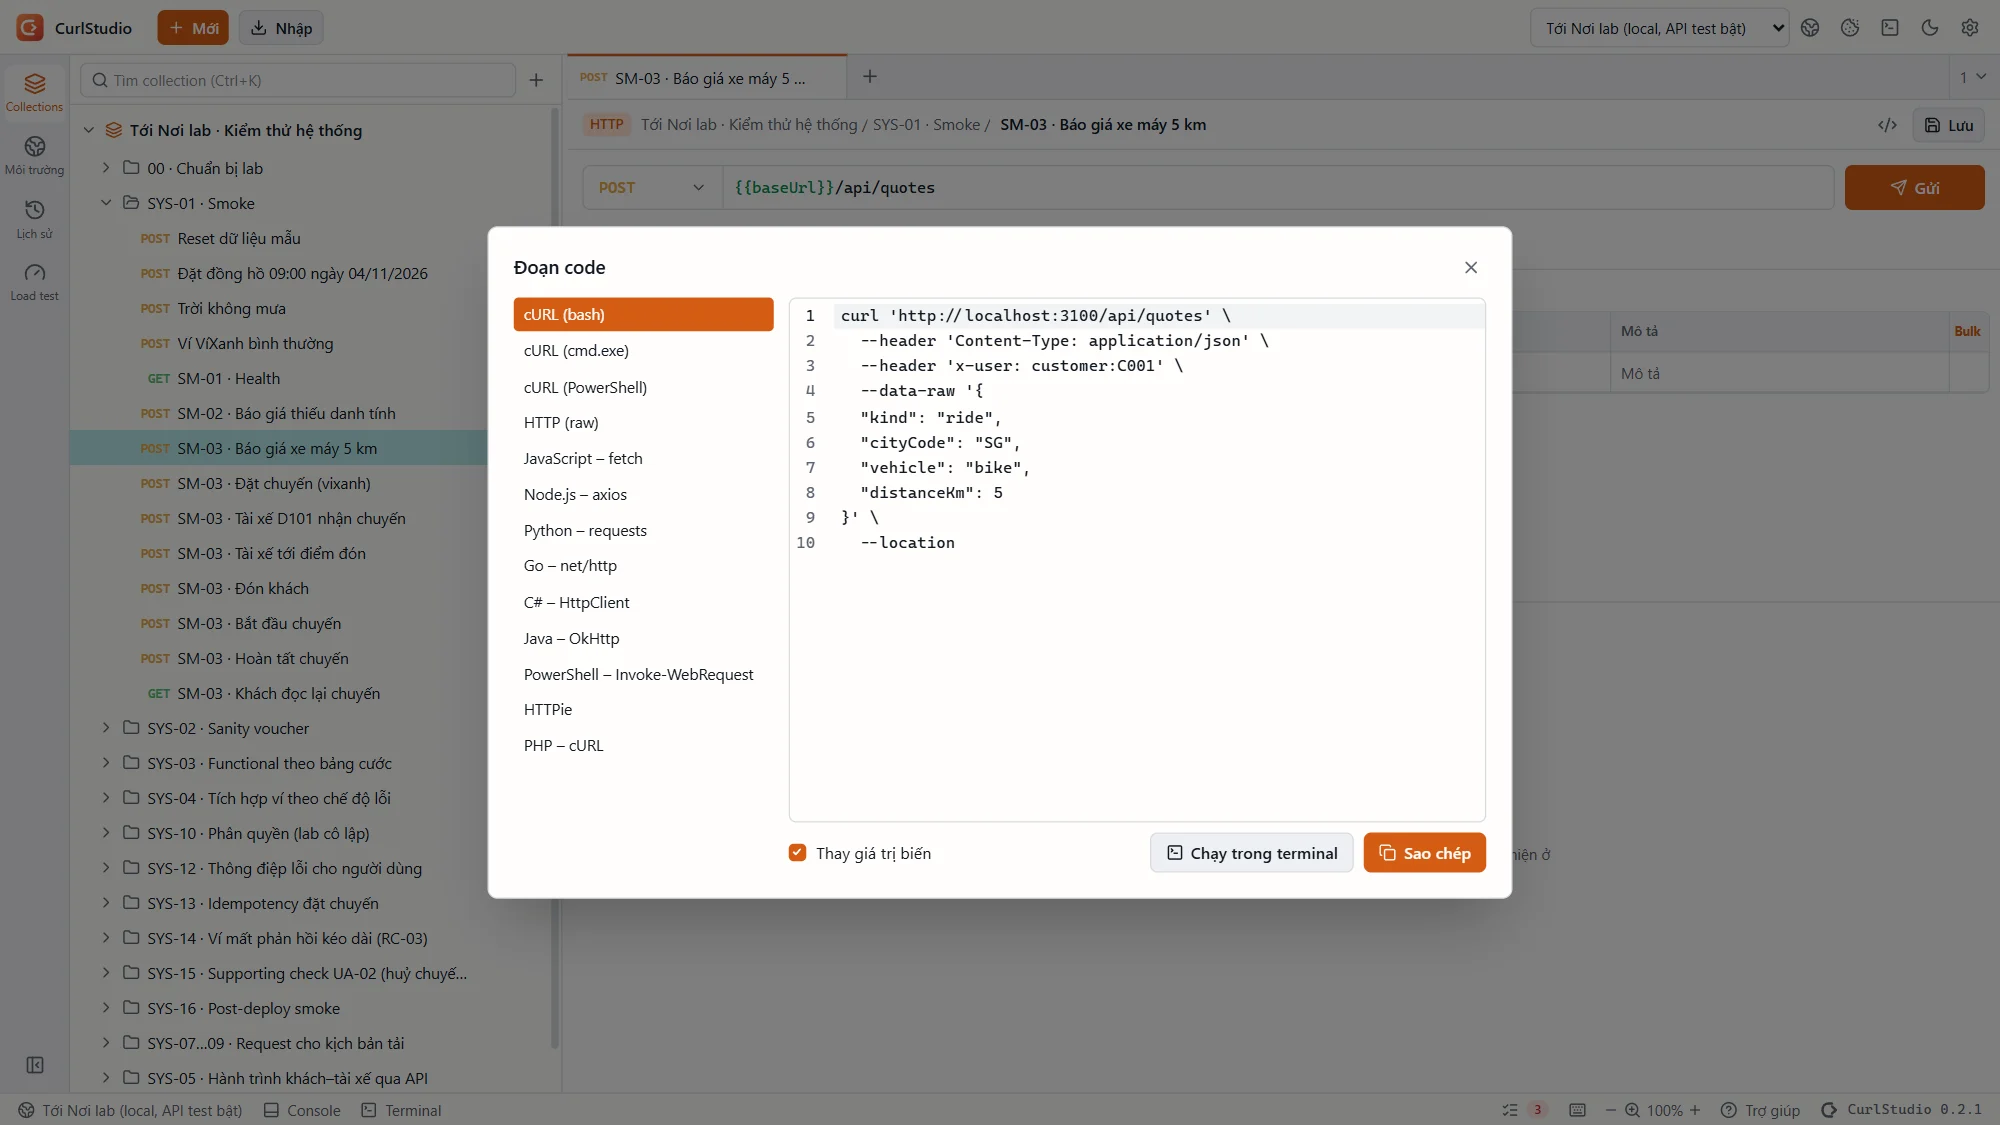 CurlStudio
Mới
Nhập
Tới Nơi lab (local, API test bật)
Collections
Môi trường
Lịch sử
Load test
Tìm collection (Ctrl+K)
Tới Nơi lab · Kiểm thử hệ thống
00 · Chuẩn bị lab
SYS-01 · Smoke
POST Reset dữ liệu mẫu
POST Đặt đồng hồ 09:00 ngày 04/11/2026
POST Trời không mưa
POST Ví ViXanh bình thường
GET SM-01 · Health
POST SM-02 · Báo giá thiếu danh tính
POST SM-03 · Báo giá xe máy 5 km
POST SM-03 · Đặt chuyến (vixanh)
POST SM-03 · Tài xế D101 nhận chuyến
POST SM-03 · Tài xế tới điểm đón
POST SM-03 · Đón khách
POST SM-03 · Bắt đầu chuyến
POST SM-03 · Hoàn tất chuyến
GET SM-03 · Khách đọc lại chuyến
SYS-02 · Sanity voucher
SYS-03 · Functional theo bảng cước
SYS-04 · Tích hợp ví theo chế độ lỗi
SYS-10 · Phân quyền (lab cô lập)
SYS-12 · Thông điệp lỗi cho người dùng
SYS-13 · Idempotency đặt chuyến
SYS-14 · Ví mất phản hồi kéo dài (RC-03)
SYS-15 · Supporting check UA-02 (huỷ chuyế...
SYS-16 · Post-deploy smoke
SYS-07...09 · Request cho kịch bản tải
SYS-05 · Hành trình khách–tài xế qua API
POST SM-03 · Báo giá xe máy 5 ...
1
HTTP Tới Nơi lab · Kiểm thử hệ thống / SYS-01 · Smoke / SM-03 · Báo giá xe máy 5 km
Lưu
POST
{{baseUrl}}/api/quotes
Gửi
Mô tả
Bulk
Mô tả
hiện ở
Đoạn code
cURL (bash)
cURL (cmd.exe)
cURL (PowerShell)
HTTP (raw)
JavaScript – fetch
Node.js – axios
Python – requests
Go – net/http
C# – HttpClient
Java – OkHttp
PowerShell – Invoke-WebRequest
HTTPie
PHP – cURL
1 curl 'http://localhost:3100/api/quotes' \
2 --header 'Content-Type: application/json' \
3 --header 'x-user: customer:C001' \
4 --data-raw '{
5 "kind": "ride",
6 "cityCode": "SG",
7 "vehicle": "bike",
8 "distanceKm": 5
9 }' \
10 --location
Thay giá trị biến
Chạy trong terminal
Sao chép
Tới Nơi lab (local, API test bật)
Console
Terminal
3
100%
Trợ giúp
CurlStudio 0.2.1